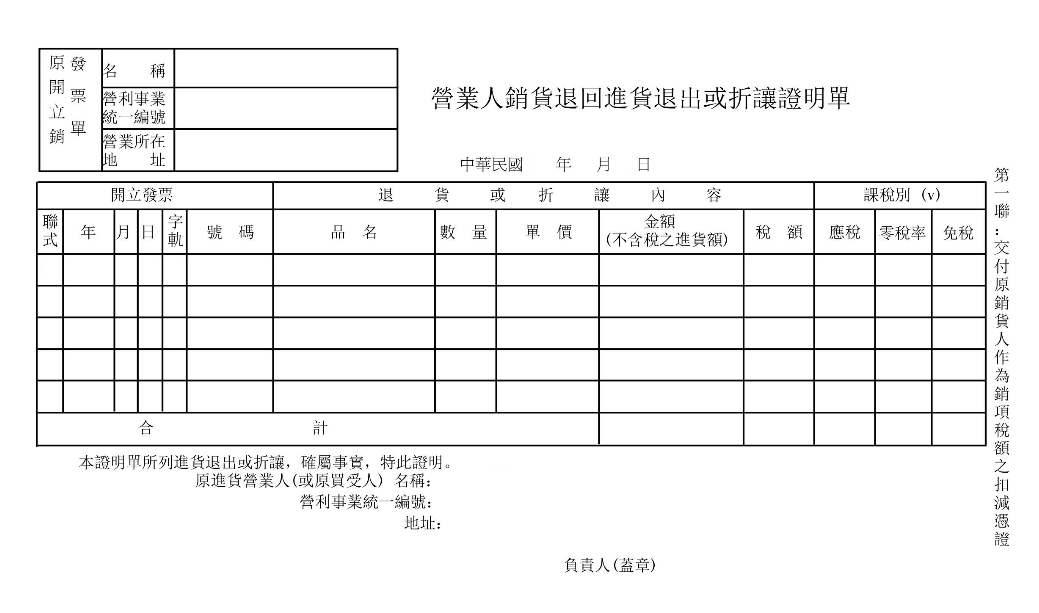 原開立銷
發票單
名 稱
營利事業
統一編號
營業所在
地 址
營業人銷貨退回進貨退出或折讓證明單
中華民國 年 月 日
開立發票 退 貨 或 折 讓 內 容 課稅別 (v)
聯式 年 月 日 字軌 號 碼 品 名 數 量 單 價 金額 (不含稅之進貨額) 稅 額 應稅 零稅率 免稅
合 計
本證明單所列進貨退出或折讓，確屬事實，特此證明。
原進貨營業人(或原買受人) 名稱：
營利事業統一編號：
地址：
負責人(蓋章)
第一聯：交付原銷貨人作為銷項稅額之扣減憑證